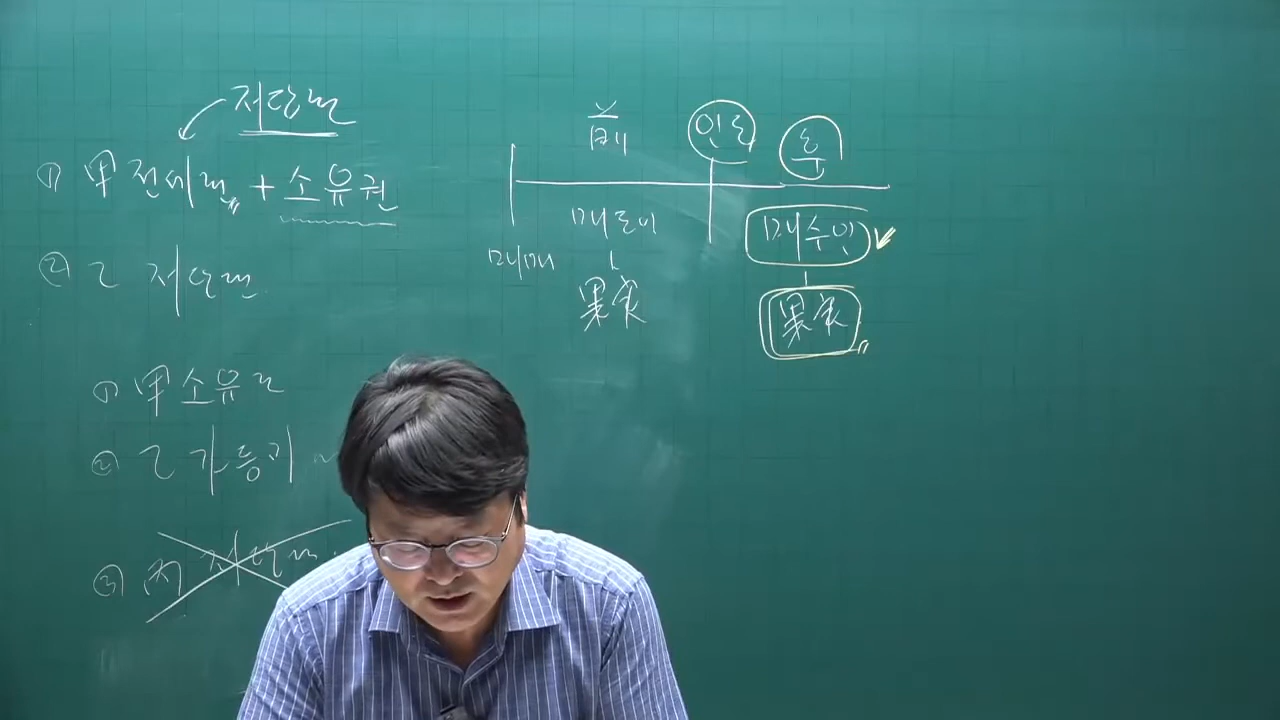 저당권
① 甲 전세권 + 소유권
② 乙 저당권
① 甲 소유권
② 乙 가등기
③ 丙 저당권
前 인도 후
매도인 매수인
매매
果実 果実